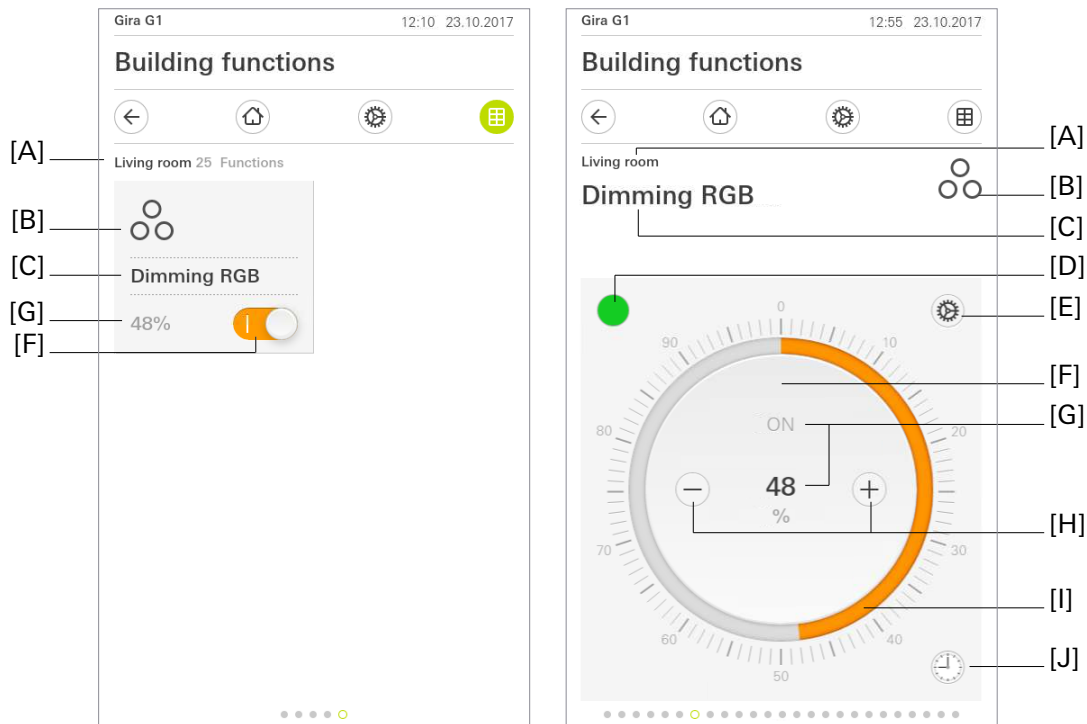 Gira G1 12:10 23.10.2017
Building functions
[A] Living room 25 Functions
[B]
[C] Dimming RGB
[G] 48%
[F]
Gira G1 12:55 23.10.2017
Building functions
Living room [A]
Dimming RGB [B]
[C]
[D]
[E]
0
90 10
[F]
ON [G]
80 20
48
%
[H]
70 30
[I]
60 40
50
[J]